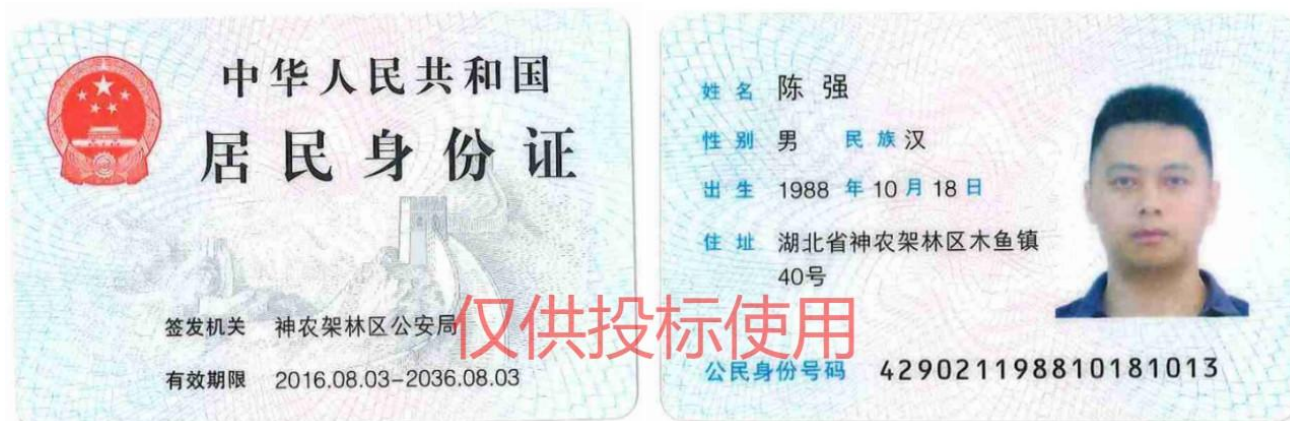 中华人民共和国
居民身份证
签发机关 神农架林区公安局
有效期限 2016.08.03-2036.08.03
仅供投标使用
姓名 陈强
性别 男 民族 汉
出生 1988 年 10 月 18 日
住址 湖北省神农架林区木鱼镇
40号
公民身份号码 429021198810181013